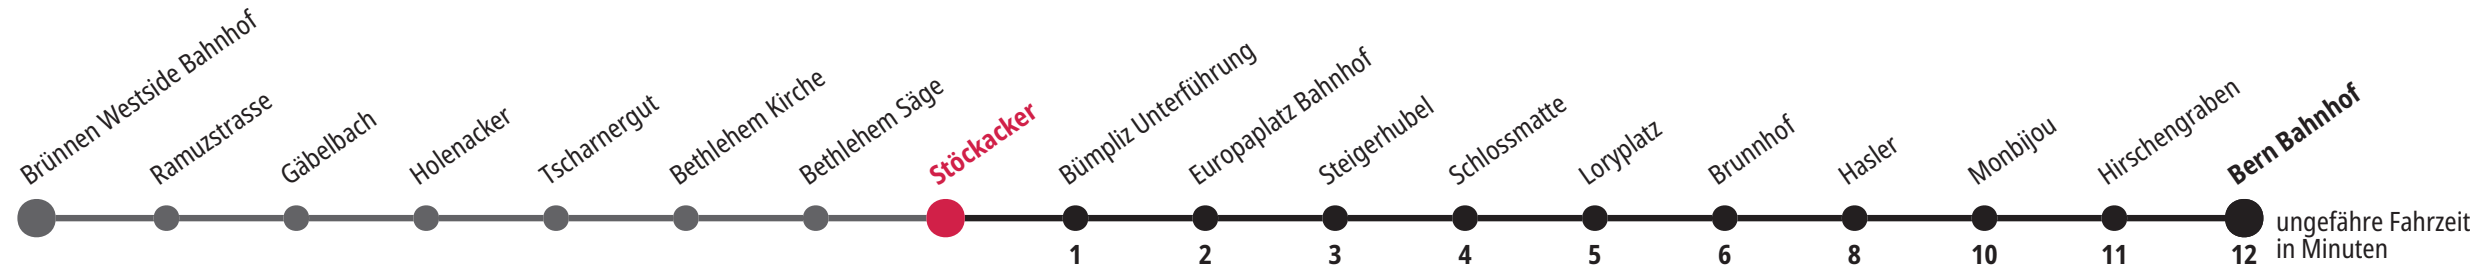 Brünnen Westside Bahnhof
Ramuzstrasse
Gäbelbach
Holenacker
Tscharnergut
Bethlehem Kirche
Bethlehem Säge
Stöckacker
Bümpliz Unterführung
Europaplatz Bahnhof
Steigerhubel
Schlossmatte
Loryplatz
Brunnhof
Hasler
Monbijou
Hirschengraben
Bern Bahnhof
1 2 3 4 5 6 8 10 11 12
ungefähre Fahrzeit
in Minuten